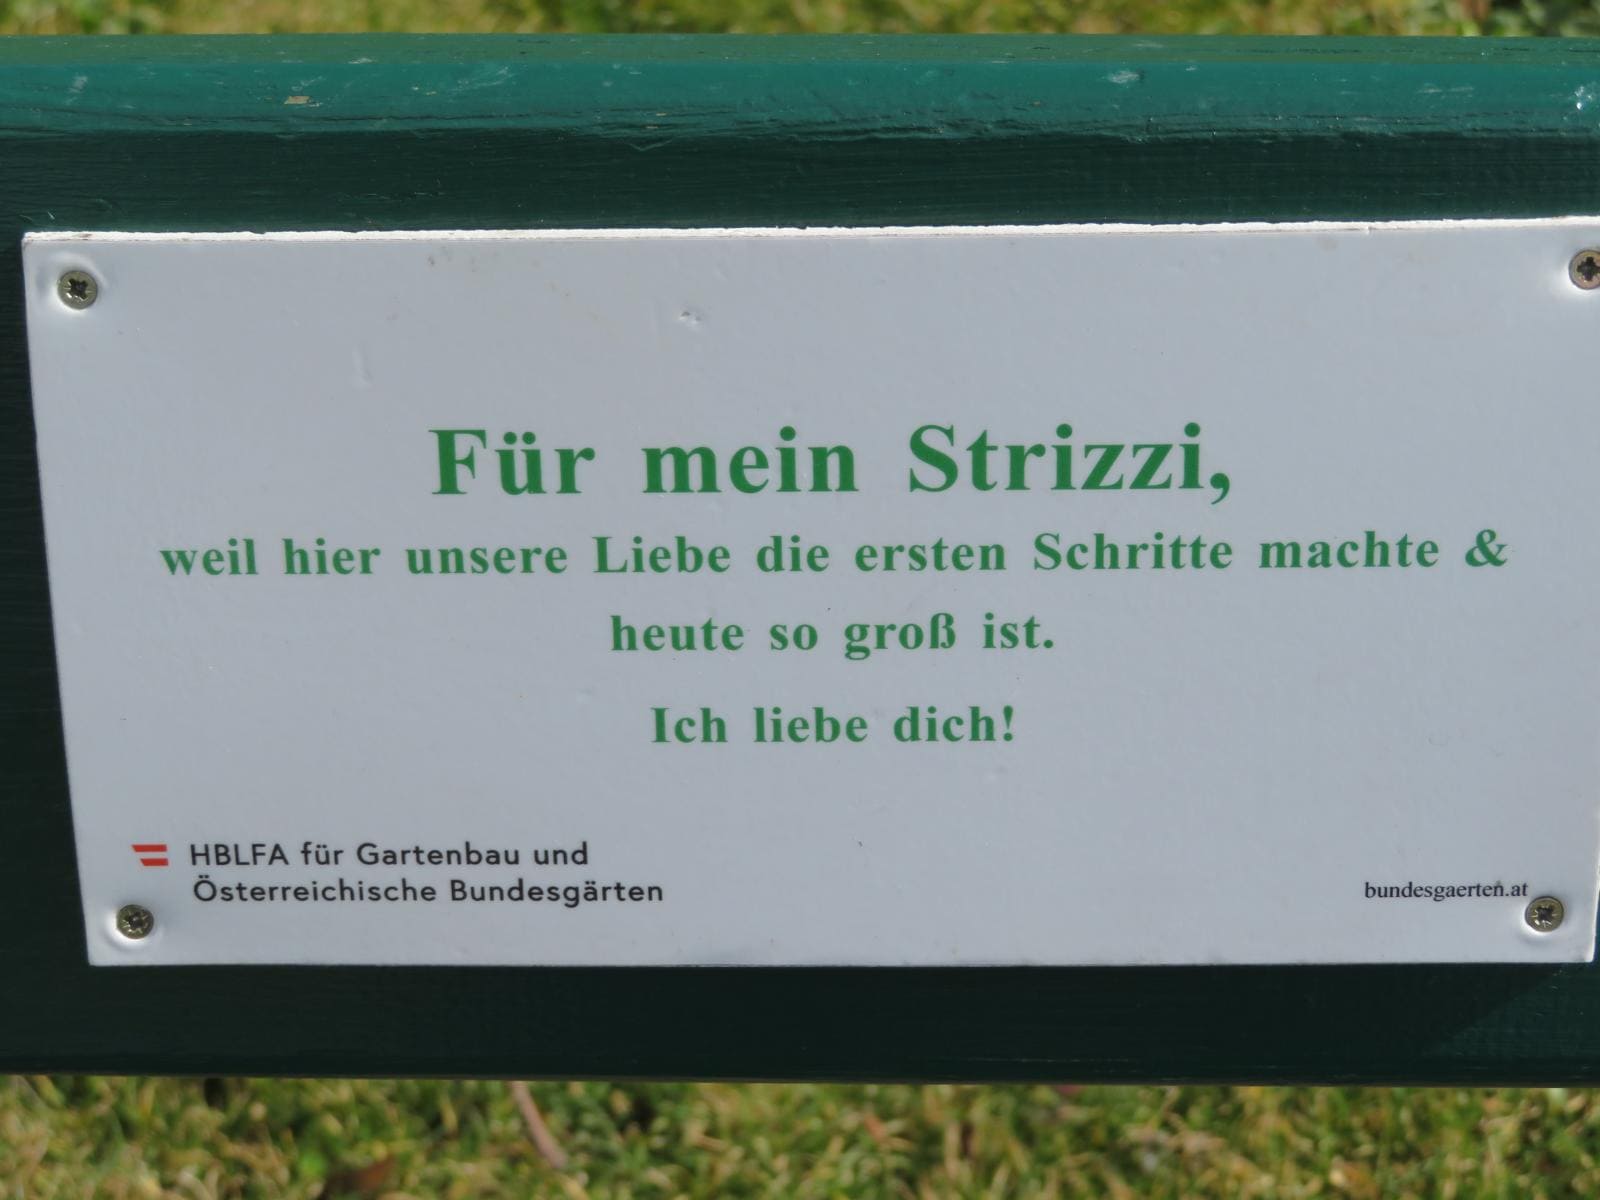 Für mein Strizzi,
weil hier unsere Liebe die ersten Schritte machte &
heute so groß ist.
Ich liebe dich!
HBLFA für Gartenbau und
Österreichische Bundesgärten
bundesgaerten.at